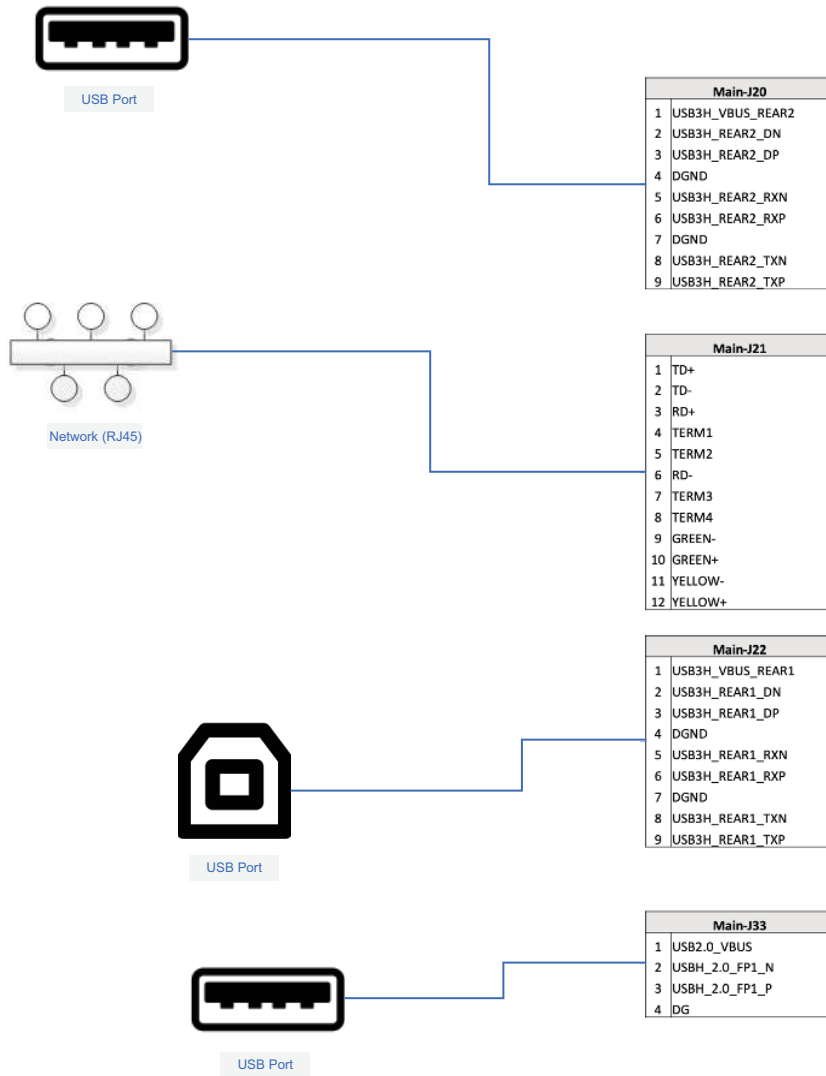 USB Port
Main-J20
1 USB3H_VBUS_REAR2
2 USB3H_REAR2_DN
3 USB3H_REAR2_DP
4 DGND
5 USB3H_REAR2_RXN
6 USB3H_REAR2_RXP
7 DGND
8 USB3H_REAR2_TXN
9 USB3H_REAR2_TXP
Network (RJ45)
Main-J21
1 TD+
2 TD-
3 RD+
4 TERM1
5 TERM2
6 RD-
7 TERM3
8 TERM4
9 GREEN-
10 GREEN+
11 YELLOW-
12 YELLOW+
USB Port
Main-J22
1 USB3H_VBUS_REAR1
2 USB3H_REAR1_DN
3 USB3H_REAR1_DP
4 DGND
5 USB3H_REAR1_RXN
6 USB3H_REAR1_RXP
7 DGND
8 USB3H_REAR1_TXN
9 USB3H_REAR1_TXP
USB Port
Main-J33
1 USB2.0_VBUS
2 USBH_2.0_FP1_N
3 USBH_2.0_FP1_P
4 DG